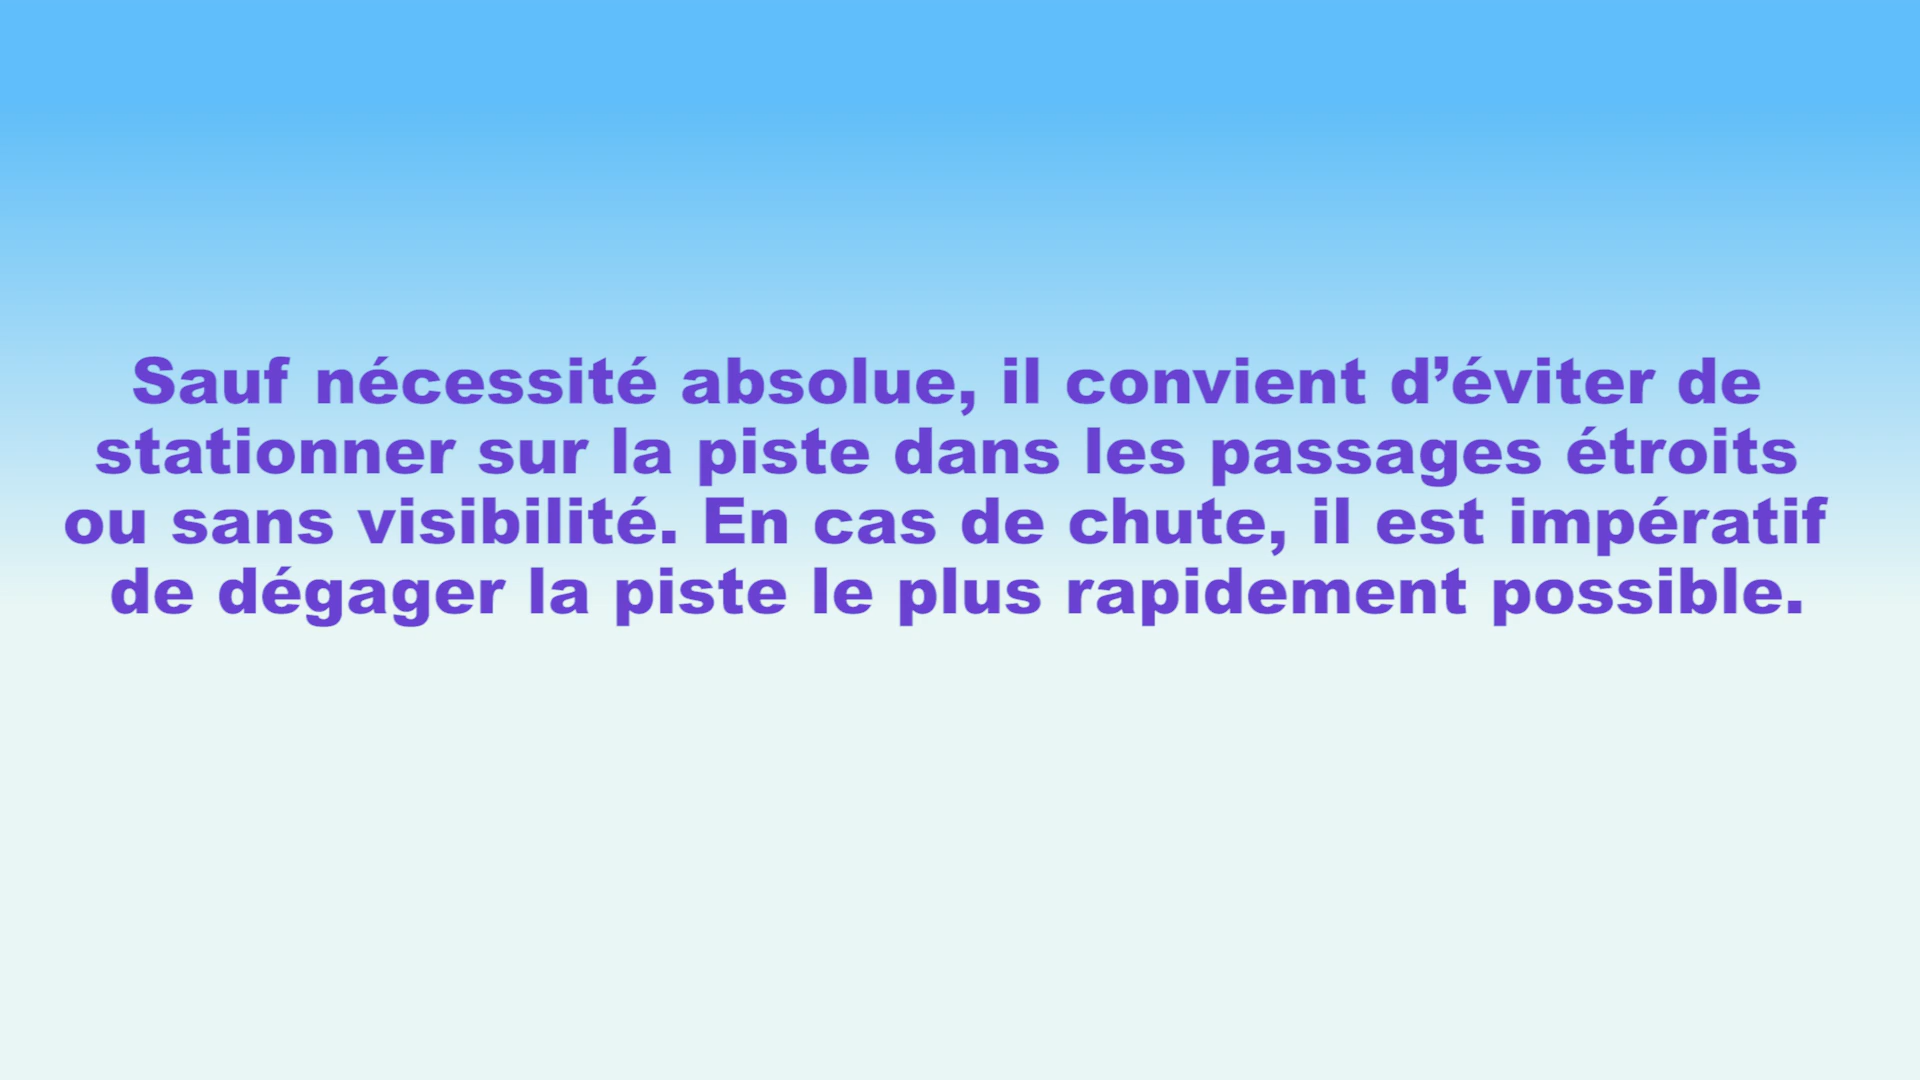 Sauf nécessité absolue, il convient d’éviter de
stationner sur la piste dans les passages étroits
ou sans visibilité. En cas de chute, il est impératif
de dégager la piste le plus rapidement possible.